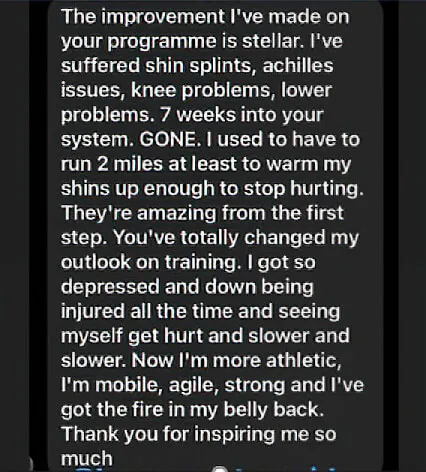 The improvement I've made on
your programme is stellar. I've
suffered shin splints, achilles
issues, knee problems, lower
problems. 7 weeks into your
system. GONE. I used to have to
run 2 miles at least to warm my
shins up enough to stop hurting.
They're amazing from the first
step. You've totally changed my
outlook on training. I got so
depressed and down being
injured all the time and seeing
myself get hurt and slower and
slower. Now I'm more athletic,
I'm mobile, agile, strong and I've
got the fire in my belly back.
Thank you for inspiring me so
much